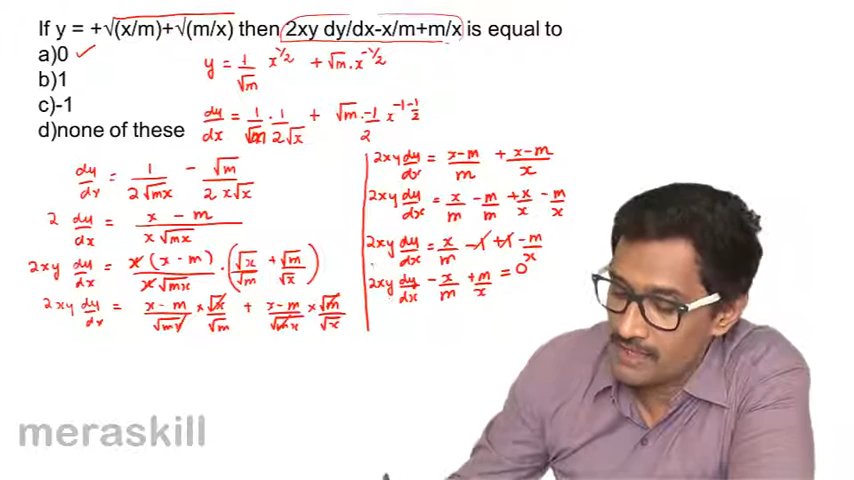 If y = +√(x/m)+√(m/x) then 2xy dy/dx-x/m+m/x is equal to
a)0 ✓
b)1
c)-1
d)none of these
y = 1/√m x^1/2 + √m.x^-1/2
dy/dx = 1/√m . 1/2√x + √m . -1/2 x^-1-1/2
dy/dx = 1/2√mx - √m/2x√x
2 dy/dx = x - m/x√mx
2xy dy/dx = x(x - m)/x√mx . (√x/√m + √m/√x)
2xy dy/dx = x - m/√mx × √x/√m + x - m/√mx × √m/√x
2xy dy/dx = x-m/m + x-m/x
2xy dy/dx = x/m - m/m + x/x - m/x
2xy dy/dx = x/m - 1 + 1 - m/x
2xy dy/dx - x/m + m/x = 0
meraskill